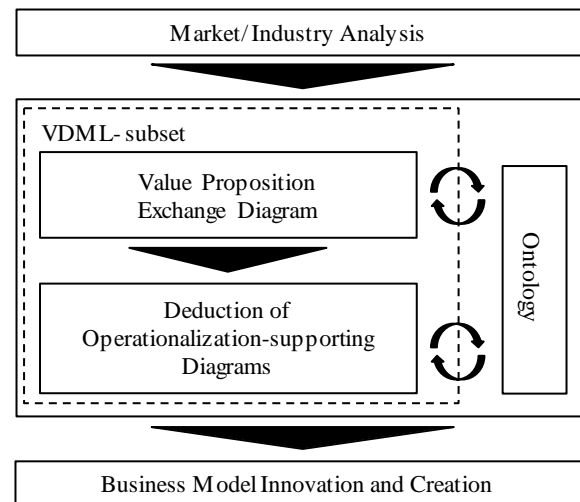 Market/Industry Analysis
VDML-subset
Value Proposition
Exchange Diagram
Ontology
Deduction of
Operationalization-supporting
Diagrams
Business Model Innovation and Creation